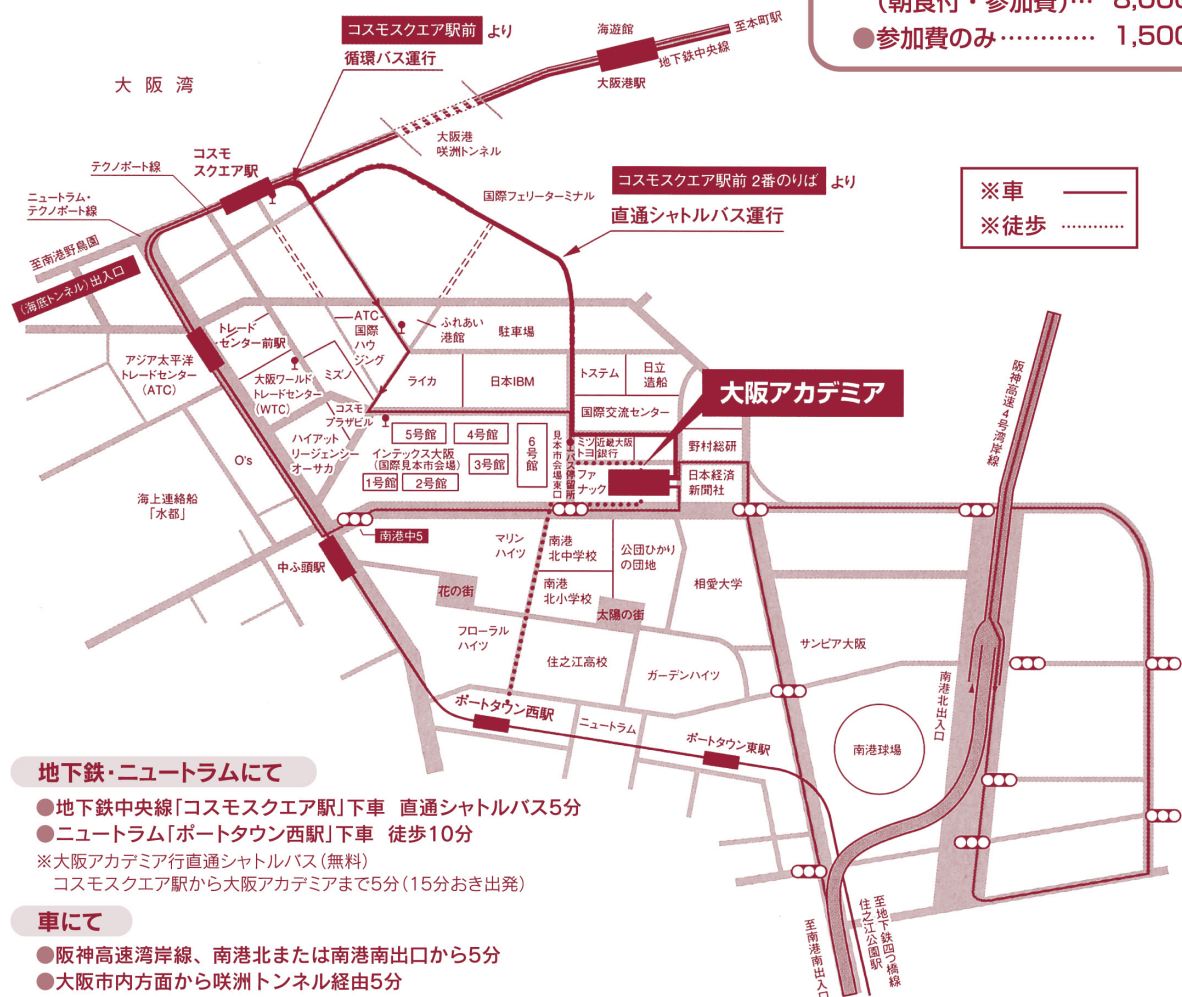 (朝食付・参加費)…
●参加費のみ………… 1,500
コスモスクエア駅前 より
循環バス運行
海遊館
至本町駅
地下鉄中央線
大阪港駅
大阪湾
大阪港
咲洲トンネル
コスモ
スクエア駅
テクノポート線
ニュートラム・
テクノポート線
至南港野鳥園
(海底トンネル)出入口
国際フェリーターミナル
コスモスクエア駅前 2番のりば より
直通シャトルバス運行
※車
※徒歩
トレード
センター前駅
アジア太平洋
トレードセンター
(ATC)
大阪ワールド
トレードセンター
(WTC)
ミズノ
ATC
国際
ハウ
ジング
ふれあい
港館
駐車場
ライカ
日本IBM
トステム
日立
造船
国際交流センター
大阪アカデミア
コスモ
プラザビル
ハイアット
リージェンシー
オーサカ
O's
海上連絡船
「水都」
5号館
4号館
6号館
インテックス大阪
(国際見本市会場)
3号館
1号館
2号館
見本市会場東口
バス停留所
ミツトヨ
近畿大阪
銀行
ファ
ナック
野村総研
日本経済
新聞社
阪神高速4号湾岸線
南港中5
中ふ頭駅
マリン
ハイツ
南港
北中学校
公団ひかり
の団地
南港
北小学校
相愛大学
花の街
太陽の街
フローラル
ハイツ
住之江高校
ガーデンハイツ
サンピア大阪
南港北出入口
南港球場
ポートタウン西駅
ニュートラム
ポートタウン東駅
至地下鉄四つ橋線
住之江公園駅
至南港南出入口
地下鉄・ニュートラムにて
●地下鉄中央線「コスモスクエア駅」下車 直通シャトルバス5分
●ニュートラム「ポートタウン西駅」下車 徒歩10分
※大阪アカデミア行直通シャトルバス(無料)
コスモスクエア駅から大阪アカデミアまで5分(15分おき出発)
車にて
●阪神高速湾岸線、南港北または南港南出口から5分
●大阪市内方面から咲洲トンネル経由5分